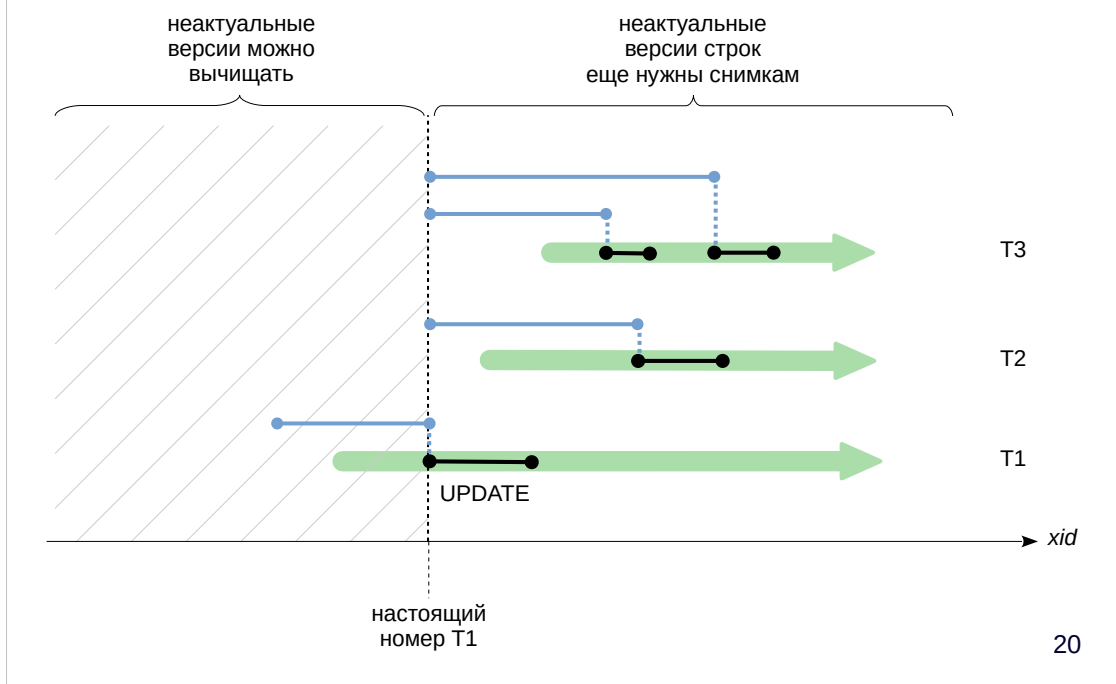 неактуальные
версии можно
вычищать
неактуальные
версии строк
еще нужны снимкам
T3
T2
T1
UPDATE
xid
настоящий
номер T1
20